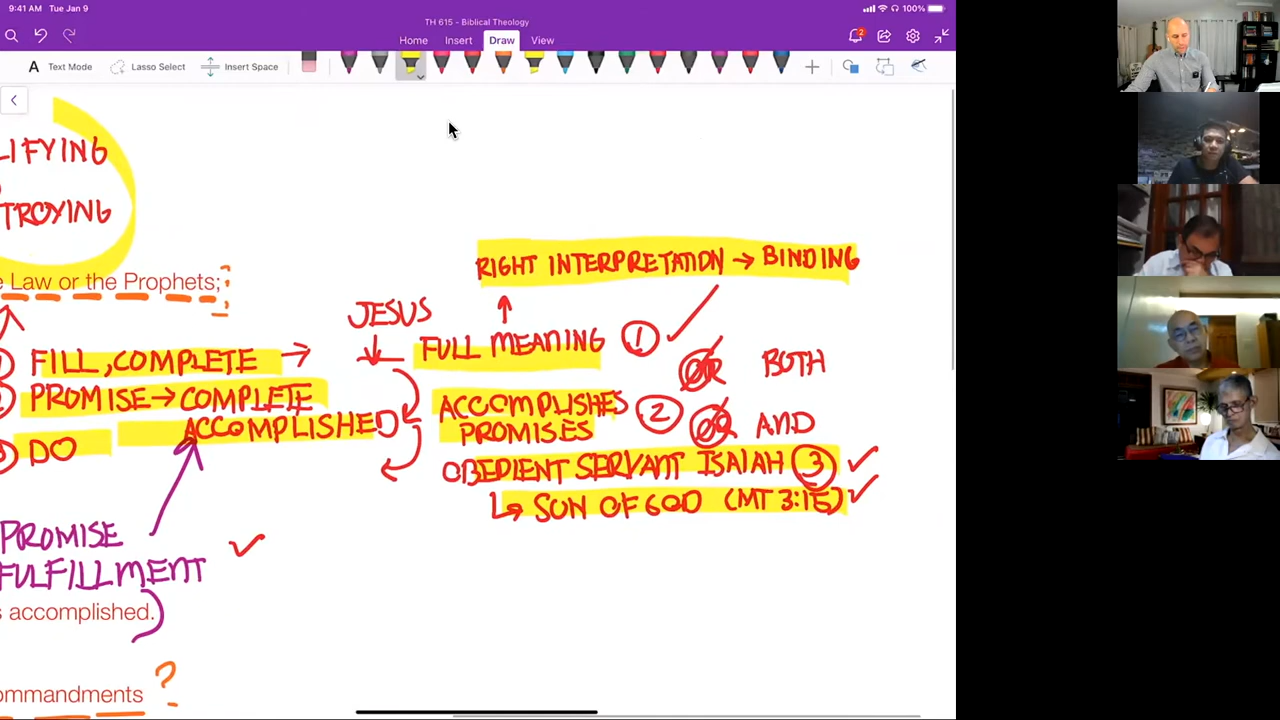 9:41 AM Tue Jan 9
100%
TH 615 - Biblical Theology
Home Insert Draw View
2
A Text Mode Lasso Select Insert Space
LIFYING
TROYING
e Law or the Prophets;
RIGHT INTERPRETATION → BINDING
JESUS
FULL MEANING 1
FILL, COMPLETE →
OR BOTH
PROMISE → COMPLETE
ACCOMPLISHES 2
PROMISES
ACCOMPLISHED
OR AND
DO
OBEDIENT SERVANT ISAIAH 3
SON OF GOD (MT 3:15)
PROMISE
FULFILLMENT
s accomplished.
ommandments ?